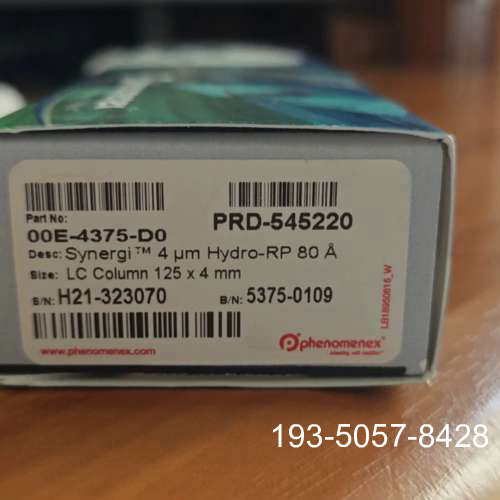 Part No:
00E-4375-D0
PRD-545220
Desc: Synergi™ 4 µm Hydro-RP 80 Å
Size: LC Column 125 x 4 mm
S/N: H21-323070
B/N: 5375-0109
www.phenomenex.com
phenomenex
LB18950615_W
193-5057-8428